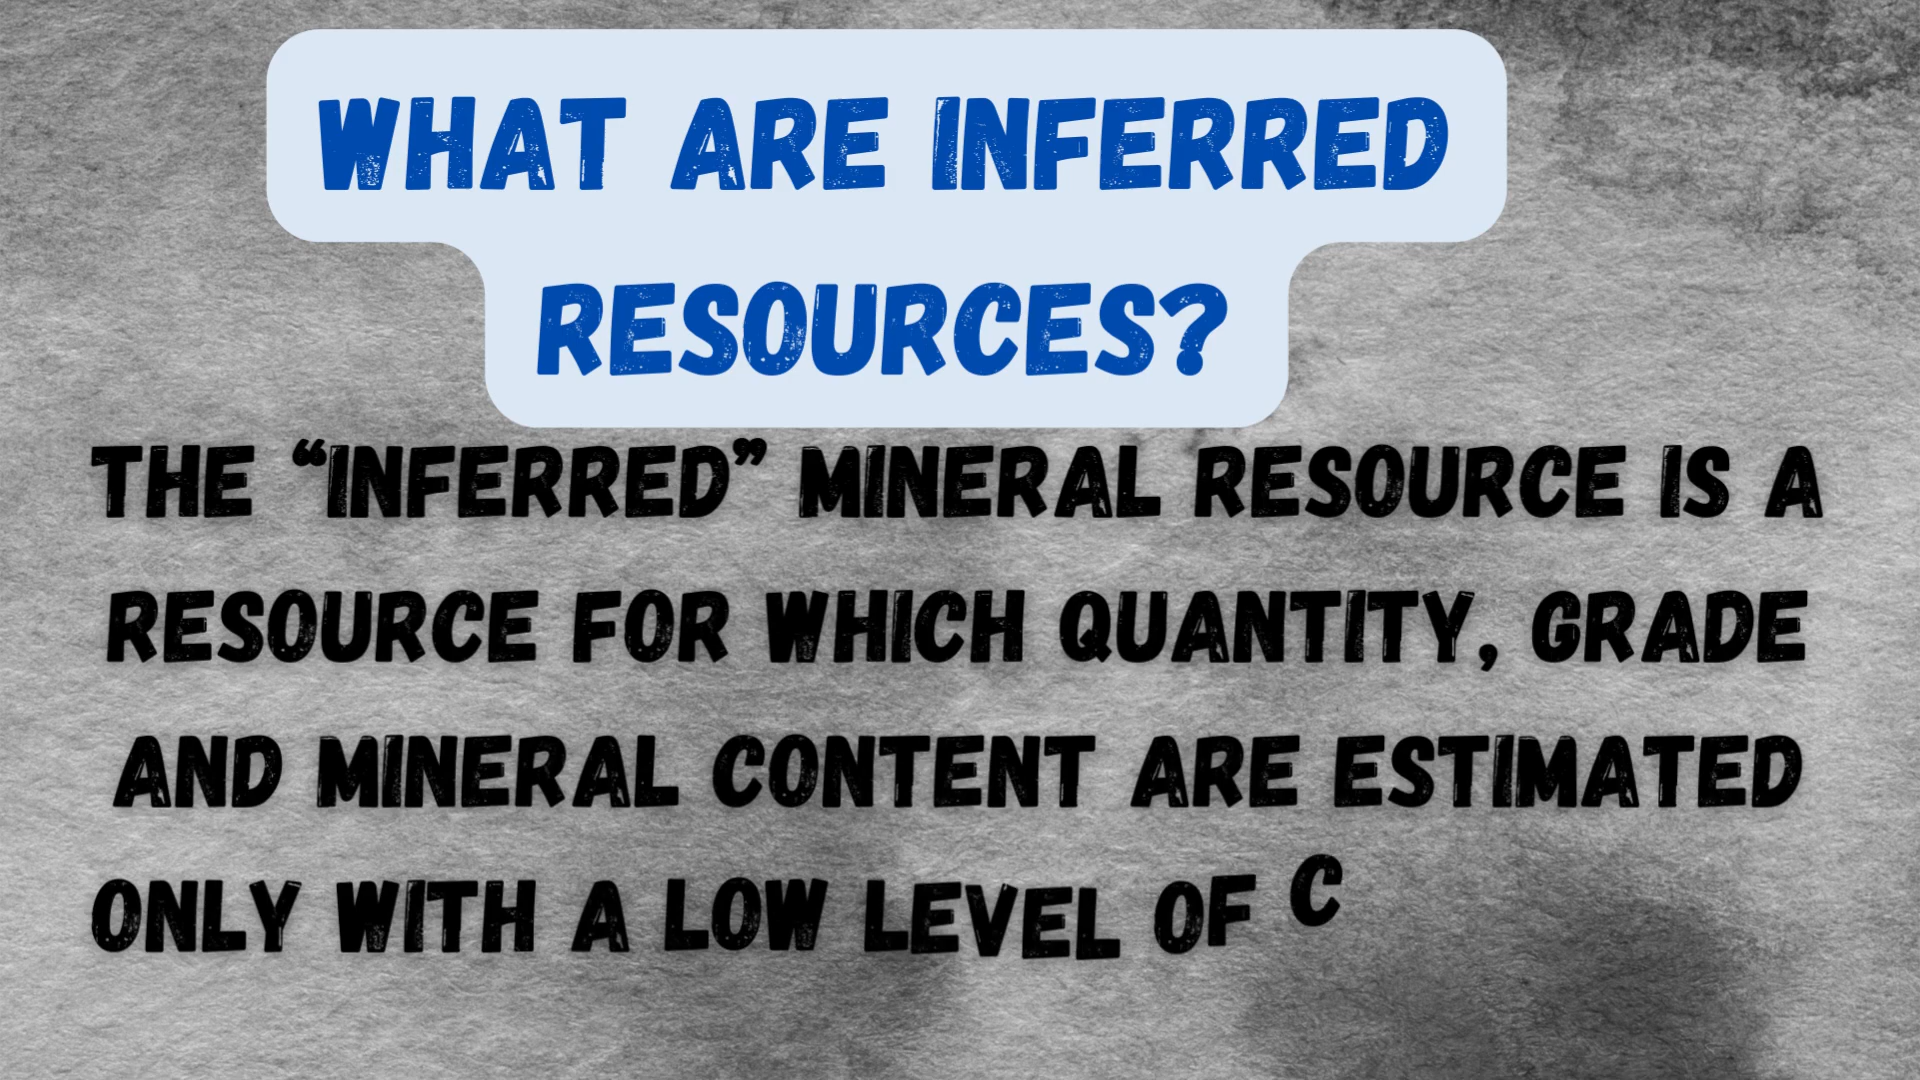 WHAT ARE INFERRED
RESOURCES?
THE “INFERRED” MINERAL RESOURCE IS A
RESOURCE FOR WHICH QUANTITY, GRADE
AND MINERAL CONTENT ARE ESTIMATED
ONLY WITH A LOW LEVEL OF C